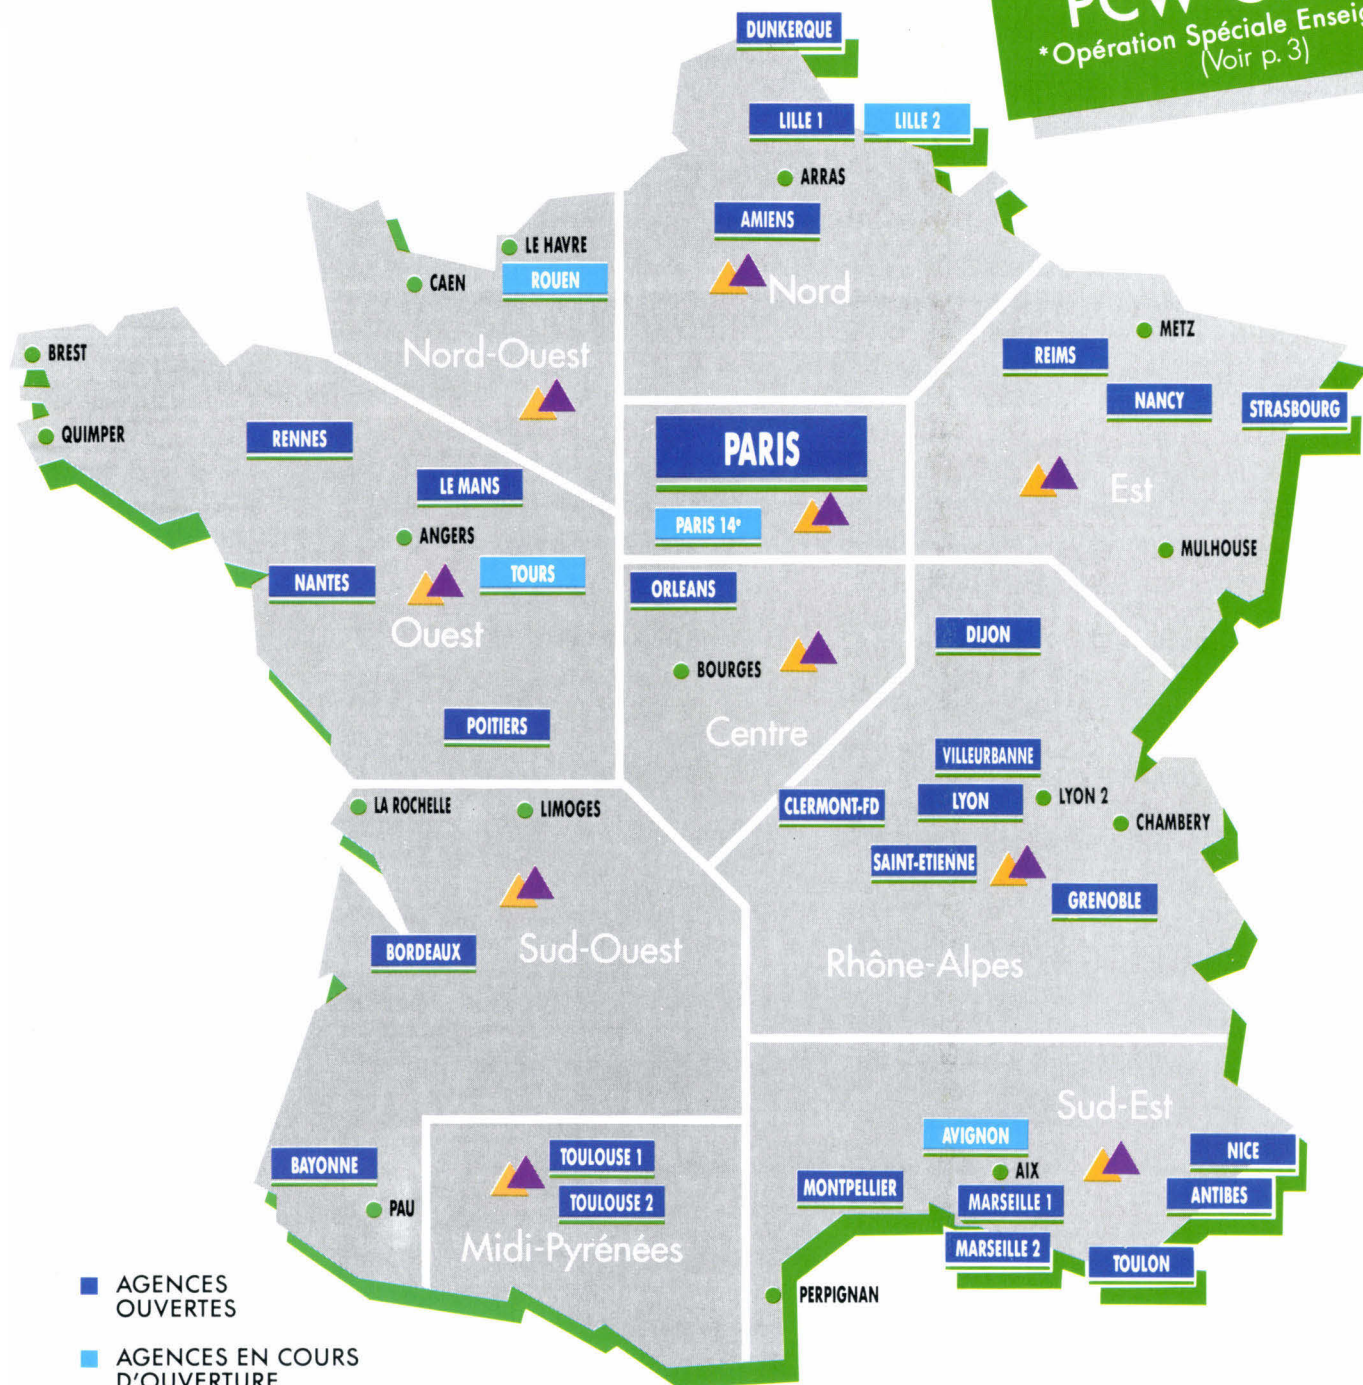 PCW
*Opération Spéciale
(Voir p. 3)
DUNKERQUE
LILLE 1
LILLE 2
ARRAS
AMIENS
Nord
LE HAVRE
CAEN
ROUEN
Nord-Ouest
BREST
QUIMPER
RENNES
LE MANS
ANGERS
NANTES
TOURS
Ouest
POITIERS
PARIS
PARIS 14e
METZ
REIMS
NANCY
STRASBOURG
Est
MULHOUSE
ORLEANS
BOURGES
Centre
DIJON
VILLEURBANNE
CLERMONT-FD
LYON
LYON 2
CHAMBERY
SAINT-ETIENNE
GRENOBLE
Rhône-Alpes
LA ROCHELLE
LIMOGES
BORDEAUX
Sud-Ouest
BAYONNE
PAU
TOULOUSE 1
TOULOUSE 2
Midi-Pyrénées
Sud-Est
AVIGNON
AIX
NICE
MONTPELLIER
MARSEILLE 1
ANTIBES
MARSEILLE 2
TOULON
PERPIGNAN
AGENCES
OUVERTES
AGENCES EN COURS
D'OUVERTURE